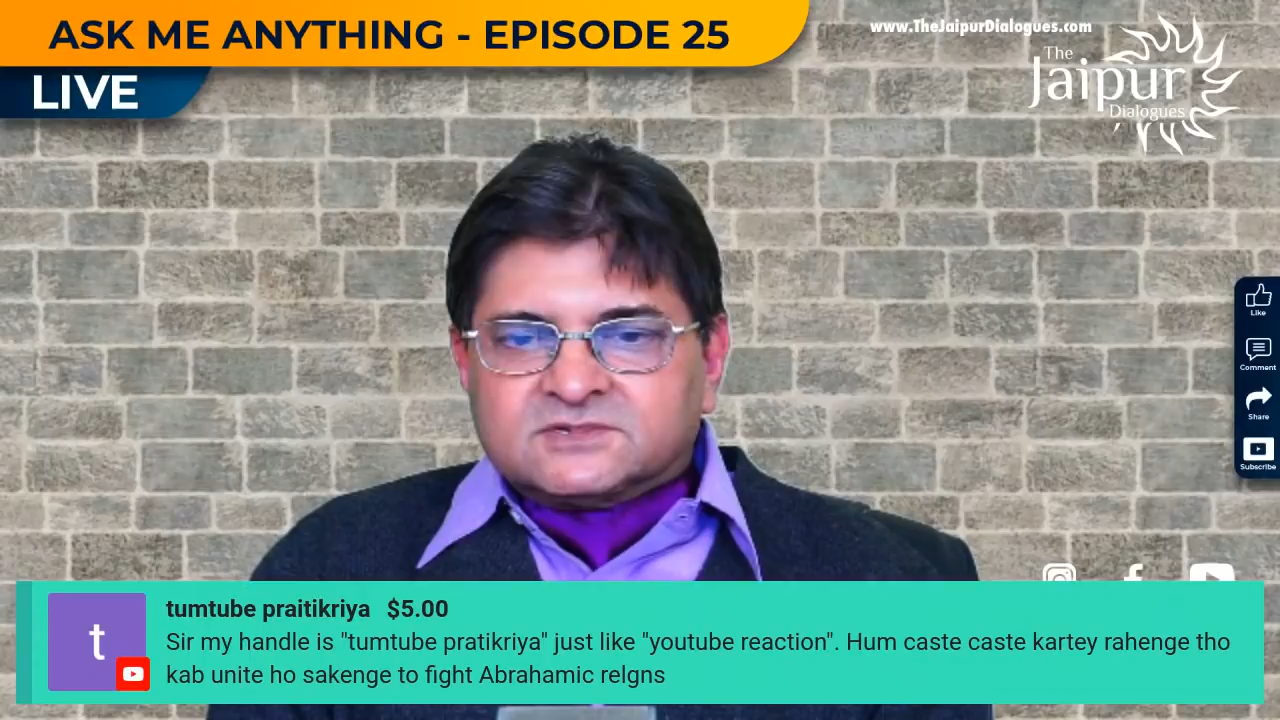 ASK ME ANYTHING - EPISODE 25
www.TheJaipurDialogues.com
The
Jaipur
Dialogues
LIVE
Like
Comment
Share
Subscribe
t
tumtube praitikriya $5.00
Sir my handle is "tumtube pratikriya" just like "youtube reaction". Hum caste caste kartey rahenge tho
kab unite ho sakenge to fight Abrahamic relgns